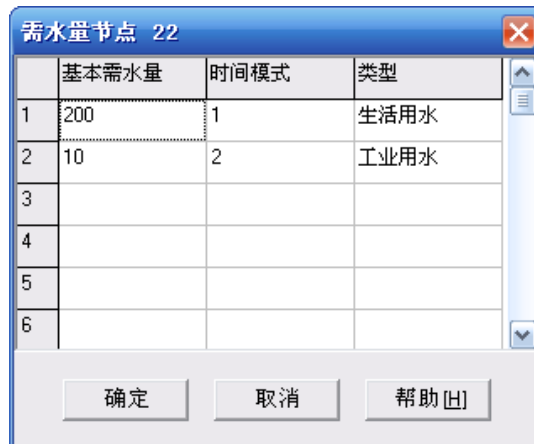 需水量节点 22
基本需水量 时间模式 类型
1 200 1 生活用水
2 10 2 工业用水
3
4
5
6
确定 取消 帮助[H]